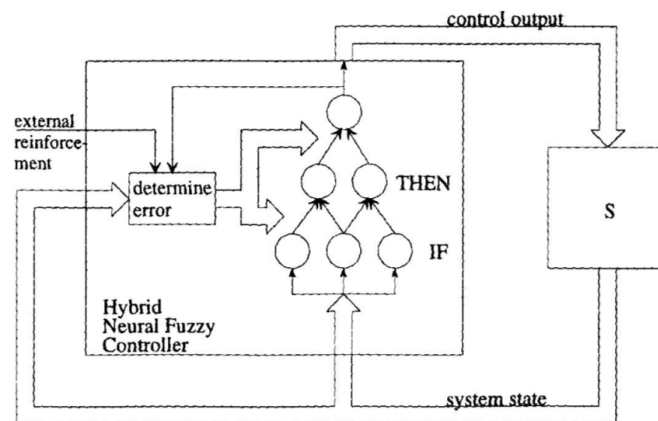 control output
external
reinforce-
ment
determine
error
THEN
S
IF
Hybrid
Neural Fuzzy
Controller
system state